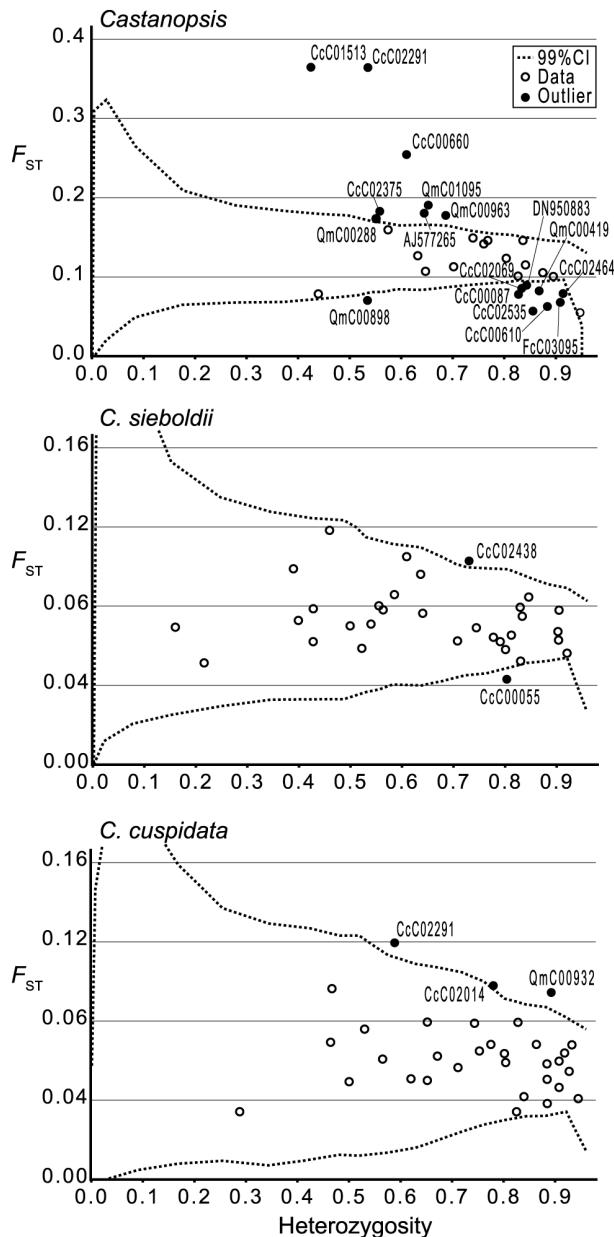 Castanopsis
0.4
0.3
0.2
0.1
0.0
FST
99%CI
Data
Outlier
CcC01513
CcC02291
CcC00660
CcC02375
QmC01095
DN950883
QmC00963
QmC00419
QmC00288
AJ577265
CcC02464
CcC02069
CcC00087
CcC02535
QmC00898
CcC00610
FcC03095
0.0 0.1 0.2 0.3 0.4 0.5 0.6 0.7 0.8 0.9
C. sieboldii
0.16
0.12
0.06
0.04
0.00
FST
CcC02438
CcC00055
0.0 0.1 0.2 0.3 0.4 0.5 0.6 0.7 0.8 0.9
C. cuspidata
0.16
0.12
0.06
0.04
0.00
FST
CcC02291
CcC02014
QmC00932
0.0 0.1 0.2 0.3 0.4 0.5 0.6 0.7 0.8 0.9
Heterozygosity